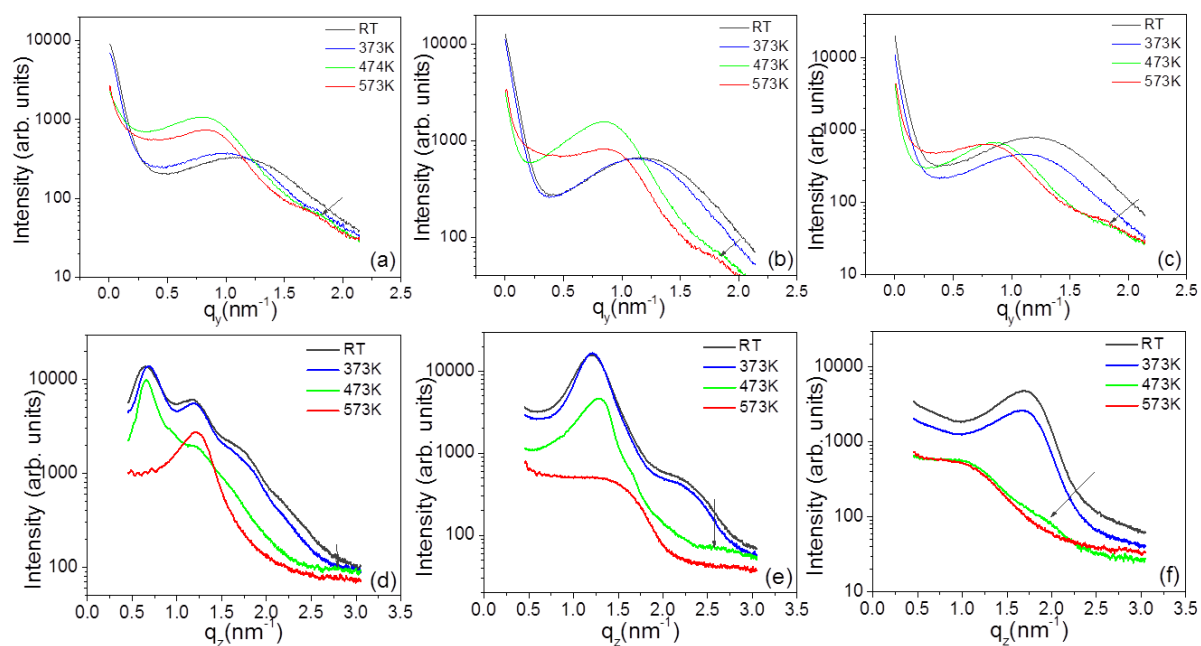 Intensity (arb. units)
10000
1000
100
10
RT
373K
474K
573K
(a)
0.0 0.5 1.0 1.5 2.0 2.5
qy(nm-1)
Intensity (arb. units)
10000
1000
100
RT
373K
473K
573K
(b)
0.0 0.5 1.0 1.5 2.0 2.5
qy(nm-1)
Intensity (arb. units)
10000
1000
100
10
RT
373K
473K
573K
(c)
0.0 0.5 1.0 1.5 2.0 2.5
qy(nm-1)
Intensity (arb. units)
10000
1000
100
RT
373K
473K
573K
(d)
0.0 0.5 1.0 1.5 2.0 2.5 3.0 3.5
qz(nm-1)
Intensity (arb. units)
10000
1000
100
RT
373K
473K
573K
(e)
0.0 0.5 1.0 1.5 2.0 2.5 3.0 3.5
qz(nm-1)
Intensity (arb. units)
10000
1000
100
10
RT
373K
473K
573K
(f)
0.0 0.5 1.0 1.5 2.0 2.5 3.0 3.5
qz(nm-1)